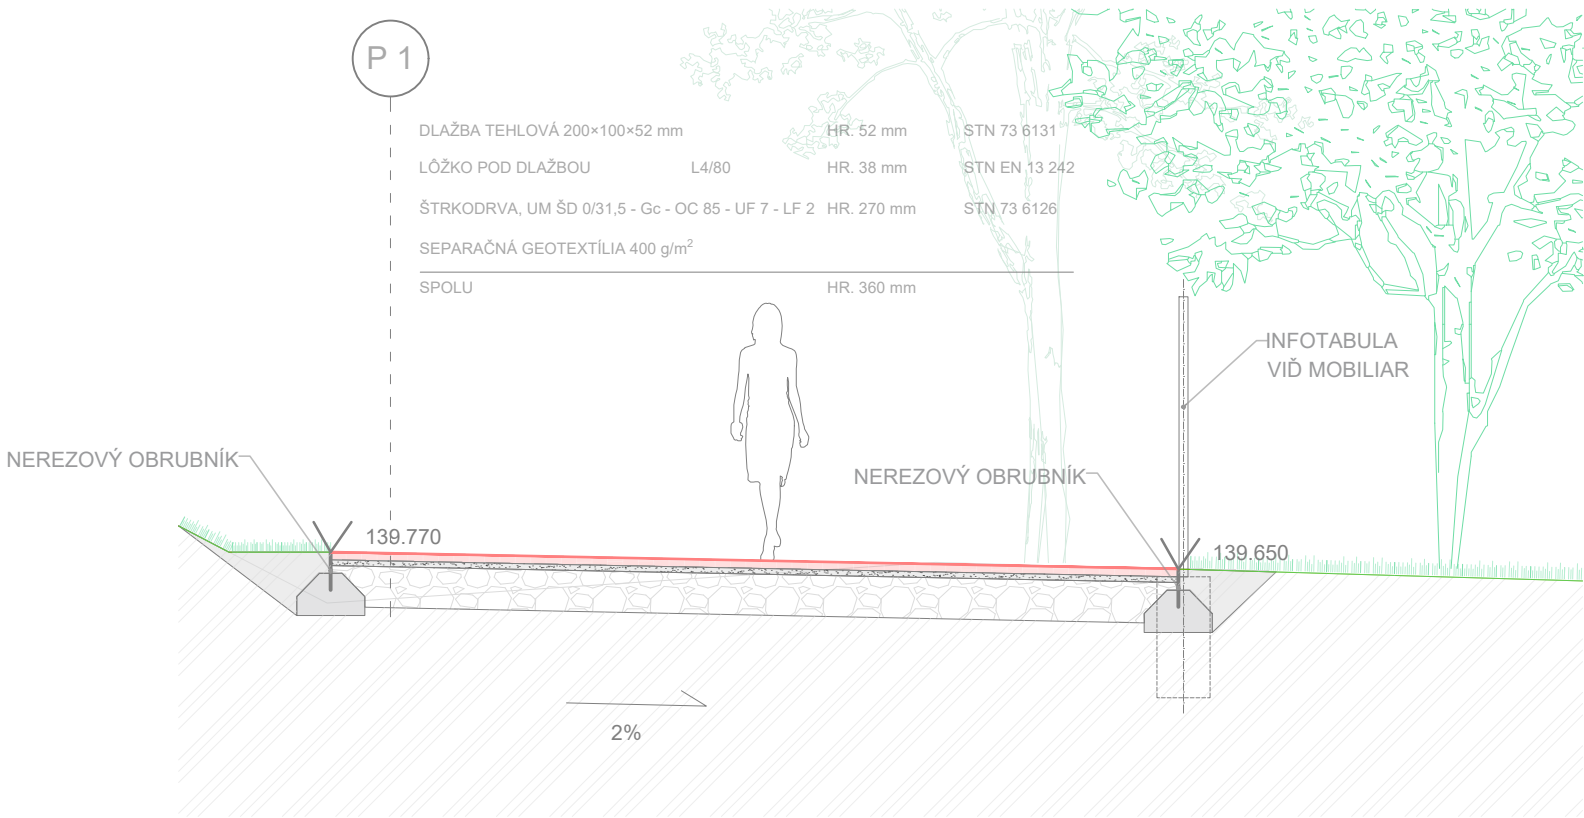 P 1
DLAŽBA TEHLOVÁ 200×100×52 mm HR. 52 mm STN 73 6131
LÔŽKO POD DLAŽBOU L4/80 HR. 38 mm STN EN 13 242
ŠTRKODRVA, UM ŠD 0/31,5 - Gc - OC 85 - UF 7 - LF 2 HR. 270 mm STN 73 6126
SEPARAČNÁ GEOTEXTÍLIA 400 g/m²
SPOLU HR. 360 mm
INFOTABULA
VIĎ MOBILIAR
NEREZOVÝ OBRUBNÍK
NEREZOVÝ OBRUBNÍK
139.770
139.650
2%